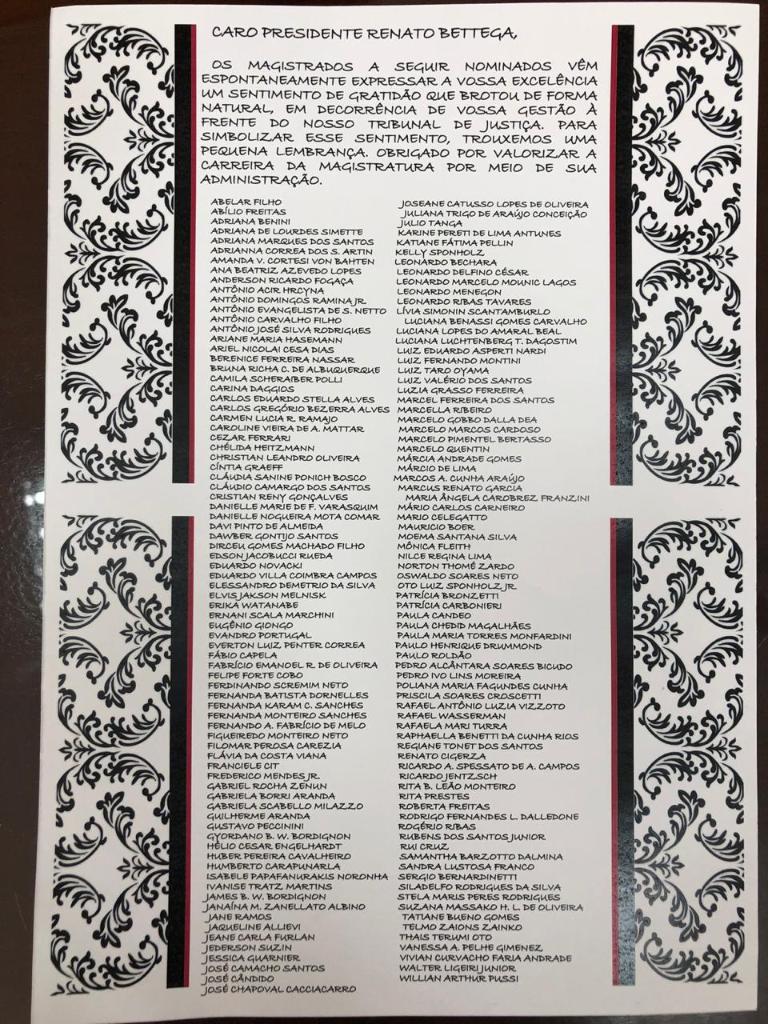 CARO PRESIDENTE RENATO BETTEGA,
OS MAGISTRADOS A SEGUIR NOMINADOS VÊM
ESPONTANEAMENTE EXPRESSAR A VOSSA EXCELÊNCIA
UM SENTIMENTO DE GRATIDÃO QUE BROTOU DE FORMA
NATURAL, EM DECORRÊNCIA DE VOSSA GESTÃO À
FRENTE DO NOSSO TRIBUNAL DE JUSTIÇA. PARA
SIMBOLIZAR ESSE SENTIMENTO, TROUXEMOS UMA
PEQUENA LEMBRANÇA. OBRIGADO POR VALORIZAR A
CARREIRA DA MAGISTRATURA POR MEIO DE SUA
ADMINISTRAÇÃO.
ABELAR FILHO
ABÍLIO FREITAS
ADRIANA BENINI
ADRIANA DE LOURDES SIMETTE
ADRIANA MARQUES DOS SANTOS
ADRIANNA CORREA DOS S. ARTIN
AMANDA V. CORTESI VON BAHTEN
ANA BEATRIZ AZEVEDO LOPES
ANDERSON RICARDO FOGAÇA
ANTÔNIO ACIR HRCYNA
ANTÔNIO DOMINGOS RAMINA JR.
ANTÔNIO EVANGELISTA DE S. NETTO
ANTÔNIO CARVALHO FILHO
ANTÔNIO JOSÉ SILVA RODRIGUES
ARIANE MARIA HASEMANN
ARIEL NICOLAI CESA DIAS
BERENICE FERREIRA NASSAR
BRUNA RICHA C. DE ALBUQUERQUE
CAMILA SCHERAIBER POLLI
CARINA DAGGIOS
CARLOS EDUARDO STELLA ALVES
CARLOS GREGÓRIO BEZERRA ALVES
CARMEN LUCIA R. RAMAJO
CAROLINE VIEIRA DE A. MATTAR
CEZAR FERRARI
CHÉLIDA HEITZMANN
CHRISTIAN LEANDRO OLIVEIRA
CÍNTIA GRAEFF
CLÁUDIA SANINE PONICH BOSCO
CLÁUDIO CAMARGO DOS SANTOS
CRISTIAN RENY GONÇALVES
DANIELLE MARIE DE F. VARASQUIM
DANIELLE NOGUEIRA MOTA COMAR
DAVI PINTO DE ALMEIDA
DAWBER GONTIJO SANTOS
DIRCEU GOMES MACHADO FILHO
EDSON JACOBUCCI RUEDA
EDUARDO NOVACKI
EDUARDO VILLA COIMBRA CAMPOS
ELESSANDRO DEMETRIO DA SILVA
ELVIS JAKSON MELNISK
ERIKA WATANABE
ERNANI SCALA MARCHINI
EUGÊNIO GIONGO
EVANDRO PORTUGAL
EVERTON LUIZ PENTER CORREA
FÁBIO CAPELA
FABRÍCIO EMANOEL R. DE OLIVEIRA
FELIPE FORTE COBO
FERDINANDO SCREMIM NETO
FERNANDA BATISTA DORNELLES
FERNANDA KARAM C. SANCHES
FERNANDA MONTEIRO SANCHES
FERNANDO A. FABRÍCIO DE MELO
FIGUEIREDO MONTEIRO NETO
FILOMAR PEROSA CAREZIA
FLÁVIA DA COSTA VIANA
FRANCIELE CIT
FREDERICO MENDES JR.
GABRIEL ROCHA ZENUN
GABRIELA BORRI ARANDA
GABRIELA SCABELLO MILAZZO
GUILHERME ARANDA
GUSTAVO PECCININI
GYORDANO B. W. BORDIGNON
HÉLIO CESAR ENGELHARDT
HUBER PEREIRA CAVALHEIRO
HUMBERTO CARAPUNARLA
ISABELE PAPAFANURAKIS NORONHA
IVANISE TRATZ MARTINS
JAMES B. W. BORDIGNON
JANAÍNA M. ZANELLATO ALBINO
JANE RAMOS
JAQUELINE ALLIEVI
JEANE CARLA FURLAN
JEDERSON SUZIN
JESSICA GUARNIER
JOSÉ CAMACHO SANTOS
JOSÉ CÂNDIDO
JOSÉ CHAPOVAL CACCIACARRO
JOSEANE CATUSSO LOPES DE OLIVEIRA
JULIANA TRIGO DE ARAÚJO CONCEIÇÃO
JULIO TANGA
KARINE PERETI DE LIMA ANTUNES
KATIANE FÁTIMA PELLIN
KELLY SPONHOLZ
LEONARDO BECHARA
LEONARDO DELFINO CÉSAR
LEONARDO MARCELO MOUNIC LAGOS
LEONARDO MENEGON
LEONARDO RIBAS TAVARES
LÍVIA SIMONIN SCANTAMBURLO
LUCIANA BENASSI GOMES CARVALHO
LUCIANA LOPES DO AMARAL BEAL
LUCIANA LUCHTENBERG T. DAGOSTIM
LUIZ EDUARDO ASPERTI NARDI
LUIZ FERNANDO MONTINI
LUIZ TARO OYAMA
LUIZ VALÉRIO DOS SANTOS
LUZIA GRASSO FERREIRA
MARCEL FERREIRA DOS SANTOS
MARCELLA RIBEIRO
MARCELO GOBBO DALLA DEA
MARCELO MARCOS CARDOSO
MARCELO PIMENTEL BERTASSO
MARCELO QUENTIN
MÁRCIA ANDRADE GOMES
MÁRCIO DE LIMA
MARCOS A. CUNHA ARAÚJO
MARCUS RENATO GARCIA
MARIA ÂNGELA CAROBREZ FRANZINI
MÁRIO CARLOS CARNEIRO
MARIO CELEGATTO
MAURICIO BOER
MOEMA SANTANA SILVA
MÔNICA FLEITH
NILCE REGINA LIMA
NORTON THOMÉ ZARDO
OSWALDO SOARES NETO
OTO LUIZ SPONHOLZ JR.
PATRÍCIA BRONZETTI
PATRÍCIA CARBONIERI
PAULA CANDEO
PAULA CHEDID MAGALHÃES
PAULA MARIA TORRES MONFARDINI
PAULO HENRIQUE DRUMMOND
PAULO ROLDÃO
PEDRO ALCÂNTARA SOARES BICUDO
PEDRO IVO LINS MOREIRA
POLIANA MARIA FAGUNDES CUNHA
PRISCILA SOARES CROSCETTI
RAFAEL ANTÔNIO LUZIA VIZZOTO
RAFAEL WASSERMAN
RAFAELA MARI TURRA
RAPHAELLA BENETTI DA CUNHA RIOS
REGIANE TONET DOS SANTOS
RENATO CIGERZA
RICARDO A. SPESSATO DE A. CAMPOS
RICARDO JENTZSCH
RITA B. LEÃO MONTEIRO
RITA PRESTES
ROBERTA FREITAS
RODRIGO FERNANDES L. DALLEDONE
ROGÉRIO RIBAS
RUBENS DOS SANTOS JUNIOR
RUI CRUZ
SAMANTHA BARZOTTO DALMINA
SANDRA LUSTOSA FRANCO
SERGIO BERNARDINETTI
SILADELFO RODRIGUES DA SILVA
STELA MARIS PERES RODRIGUES
SUZANA MASSAKO H. L. DE OLIVEIRA
TATIANE BUENO GOMES
TELMO ZAIONS ZAINKO
THAIS TERUMI OTO
VANESSA A. PELHE GIMENEZ
VIVIAN CURVACHO FARIA ANDRADE
WALTER LIGEIRI JUNIOR
WILLIAN ARTHUR PUSSI